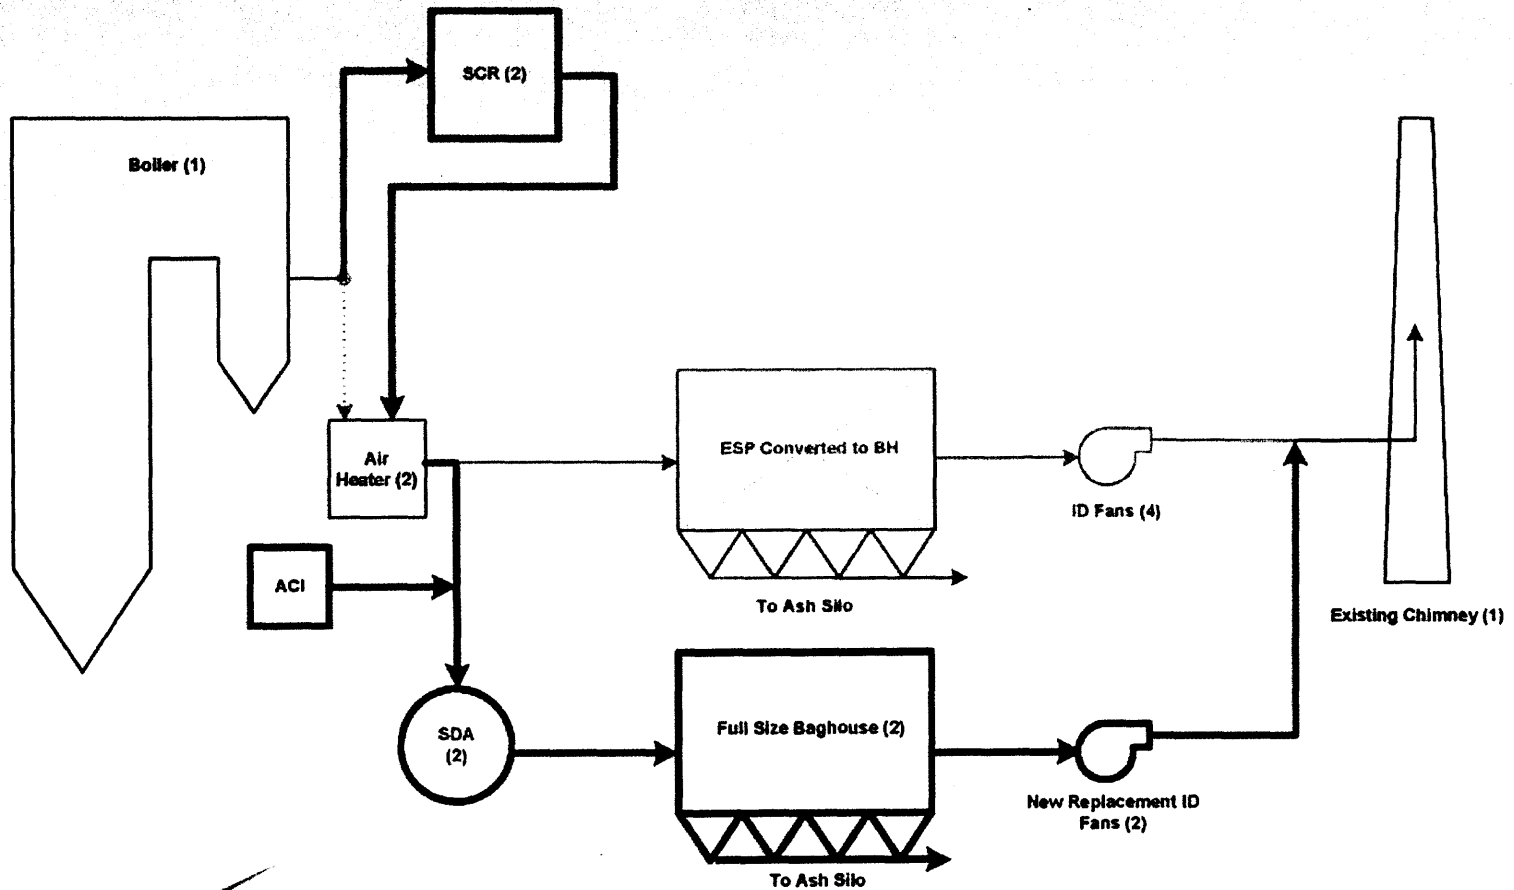 SCR (2)
Boiler (1)
Air
Heater (2)
ESP Converted to BH
ID Fans (4)
ACI
To Ash Silo
Existing Chimney (1)
SDA
(2)
Full Size Baghouse (2)
New Replacement ID
Fans (2)
To Ash Silo